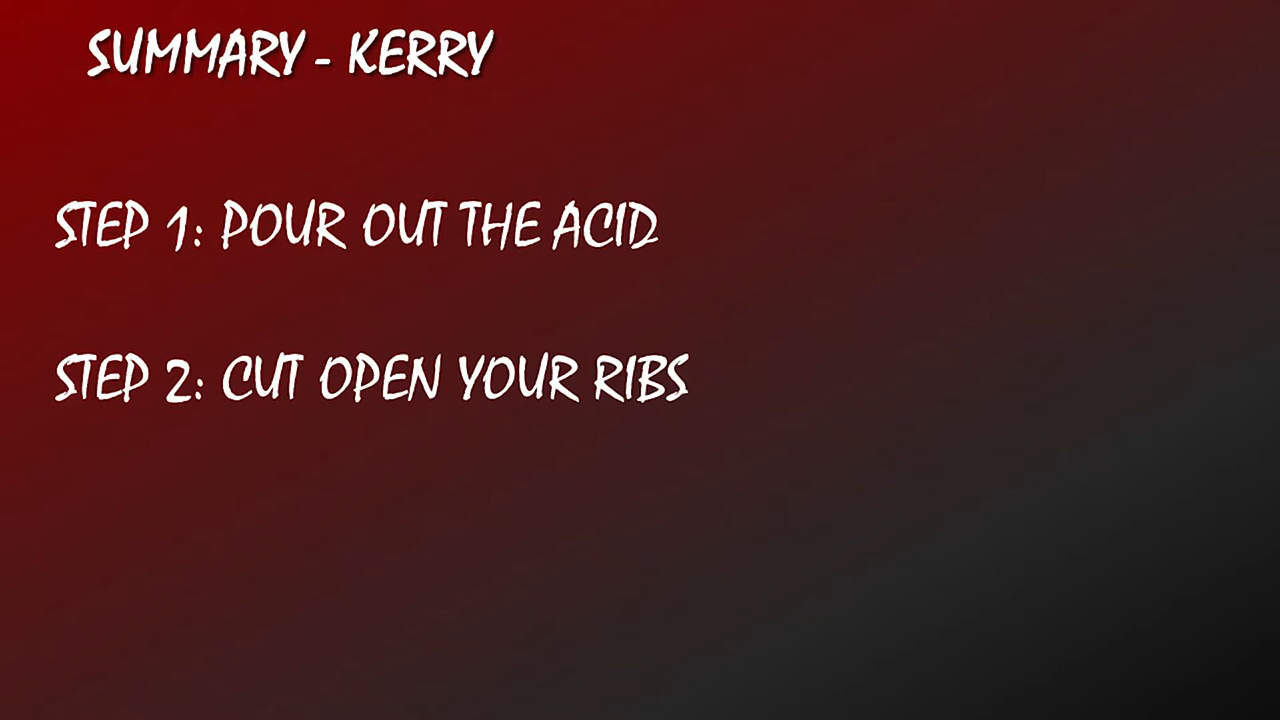 SUMMARY - KERRY
STEP 1: POUR OUT THE ACID
STEP 2: CUT OPEN YOUR RIBS